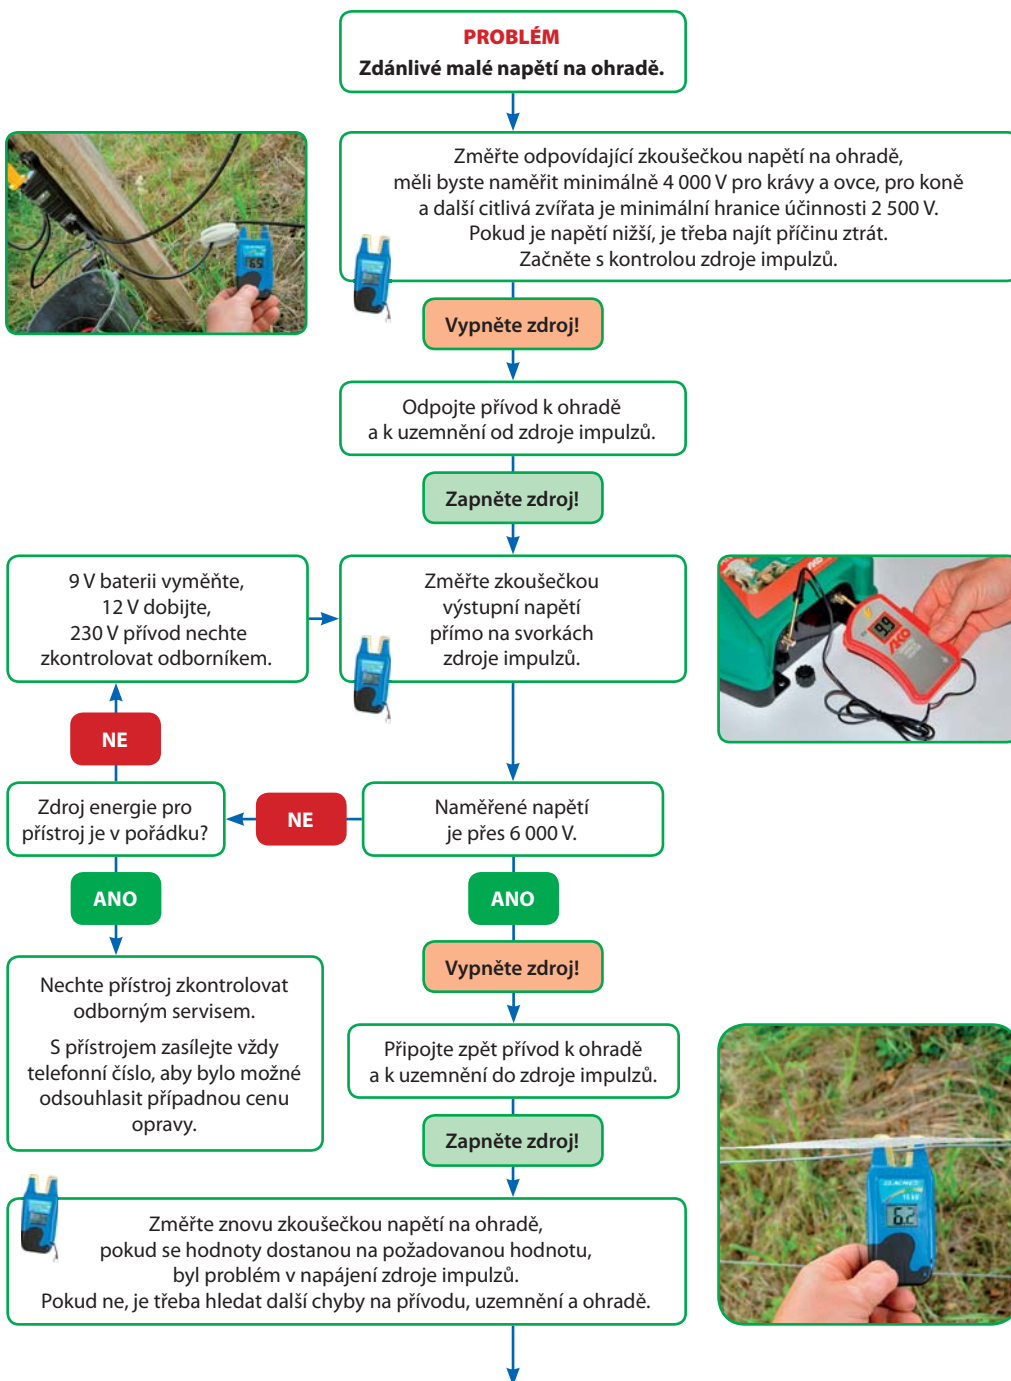 PROBLÉM
Zdánlivé malé napětí na ohradě.
Změřte odpovídající zkoušečkou napětí na ohradě,
měli byste naměřit minimálně 4 000 V pro krávy a ovce, pro koně
a další citlivá zvířata je minimální hranice účinnosti 2 500 V.
Pokud je napětí nižší, je třeba najít příčinu ztrát.
Začněte s kontrolou zdroje impulzů.
Vypněte zdroj!
Odpojte přívod k ohradě
a k uzemnění od zdroje impulzů.
Zapněte zdroj!
9 V baterii vyměňte,
12 V dobijte,
230 V přívod nechte
zkontrolovat odborníkem.
Změřte zkoušečkou
výstupní napětí
přímo na svorkách
zdroje impulzů.
9.9
AKO
NE
Zdroj energie pro
přístroj je v pořádku?
NE
Naměřené napětí
je přes 6 000 V.
ANO
ANO
Vypněte zdroj!
Nechte přístroj zkontrolovat
odborným servisem.
S přístrojem zasílejte vždy
telefonní číslo, aby bylo možné
odsouhlasit případnou cenu
opravy.
Připojte zpět přívod k ohradě
a k uzemnění do zdroje impulzů.
Zapněte zdroj!
6.2
Změřte znovu zkoušečkou napětí na ohradě,
pokud se hodnoty dostanou na požadovanou hodnotu,
byl problém v napájení zdroje impulzů.
Pokud ne, je třeba hledat další chyby na přívodu, uzemnění a ohradě.